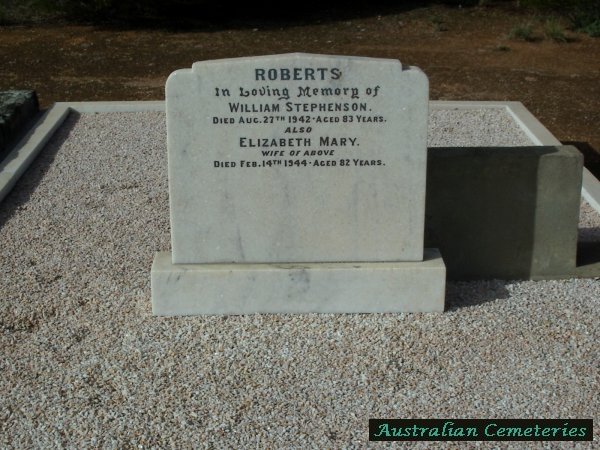 ROBERTS
In Loving Memory of
WILLIAM STEPHENSON.
DIED AUG. 27TH 1942 · AGED 83 YEARS.
ALSO
ELIZABETH MARY.
WIFE OF ABOVE
DIED FEB. 14TH 1944 · AGED 82 YEARS.
Australian Cemeteries